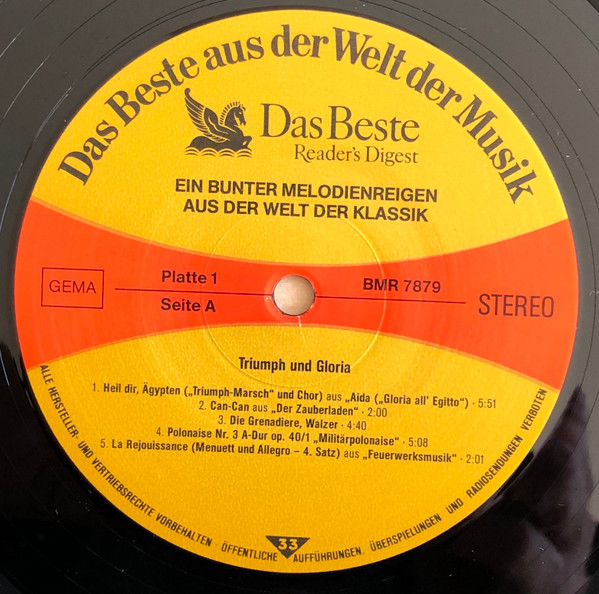 Das Beste aus der Welt der Musik
Das Beste
Reader's Digest
EIN BUNTER MELODIENREIGEN
AUS DER WELT DER KLASSIK
GEMA
Platte 1
Seite A
BMR 7879
STEREO
Triumph und Gloria
1. Heil dir, Ägypten („Triumph-Marsch“ und Chor) aus „Aida („Gloria all' Egitto“) · 5:51
2. Can-Can aus „Der Zauberladen“ · 2:00
3. Die Grenadiere, Walzer · 4:40
4. Polonaise Nr. 3 A-Dur op. 40/1 „Militärpolonaise“ · 5:08
5. La Rejouissance (Menuett und Allegro – 4. Satz) aus „Feuerwerksmusik“ · 2:01
ALLE HERSTELLER- UND VERTRIEBSRECHTE VORBEHALTEN · ÖFFENTLICHE AUFFÜHRUNGEN, ÜBERSPIELUNGEN UND RADIOSENDUNGEN VERBOTEN
33